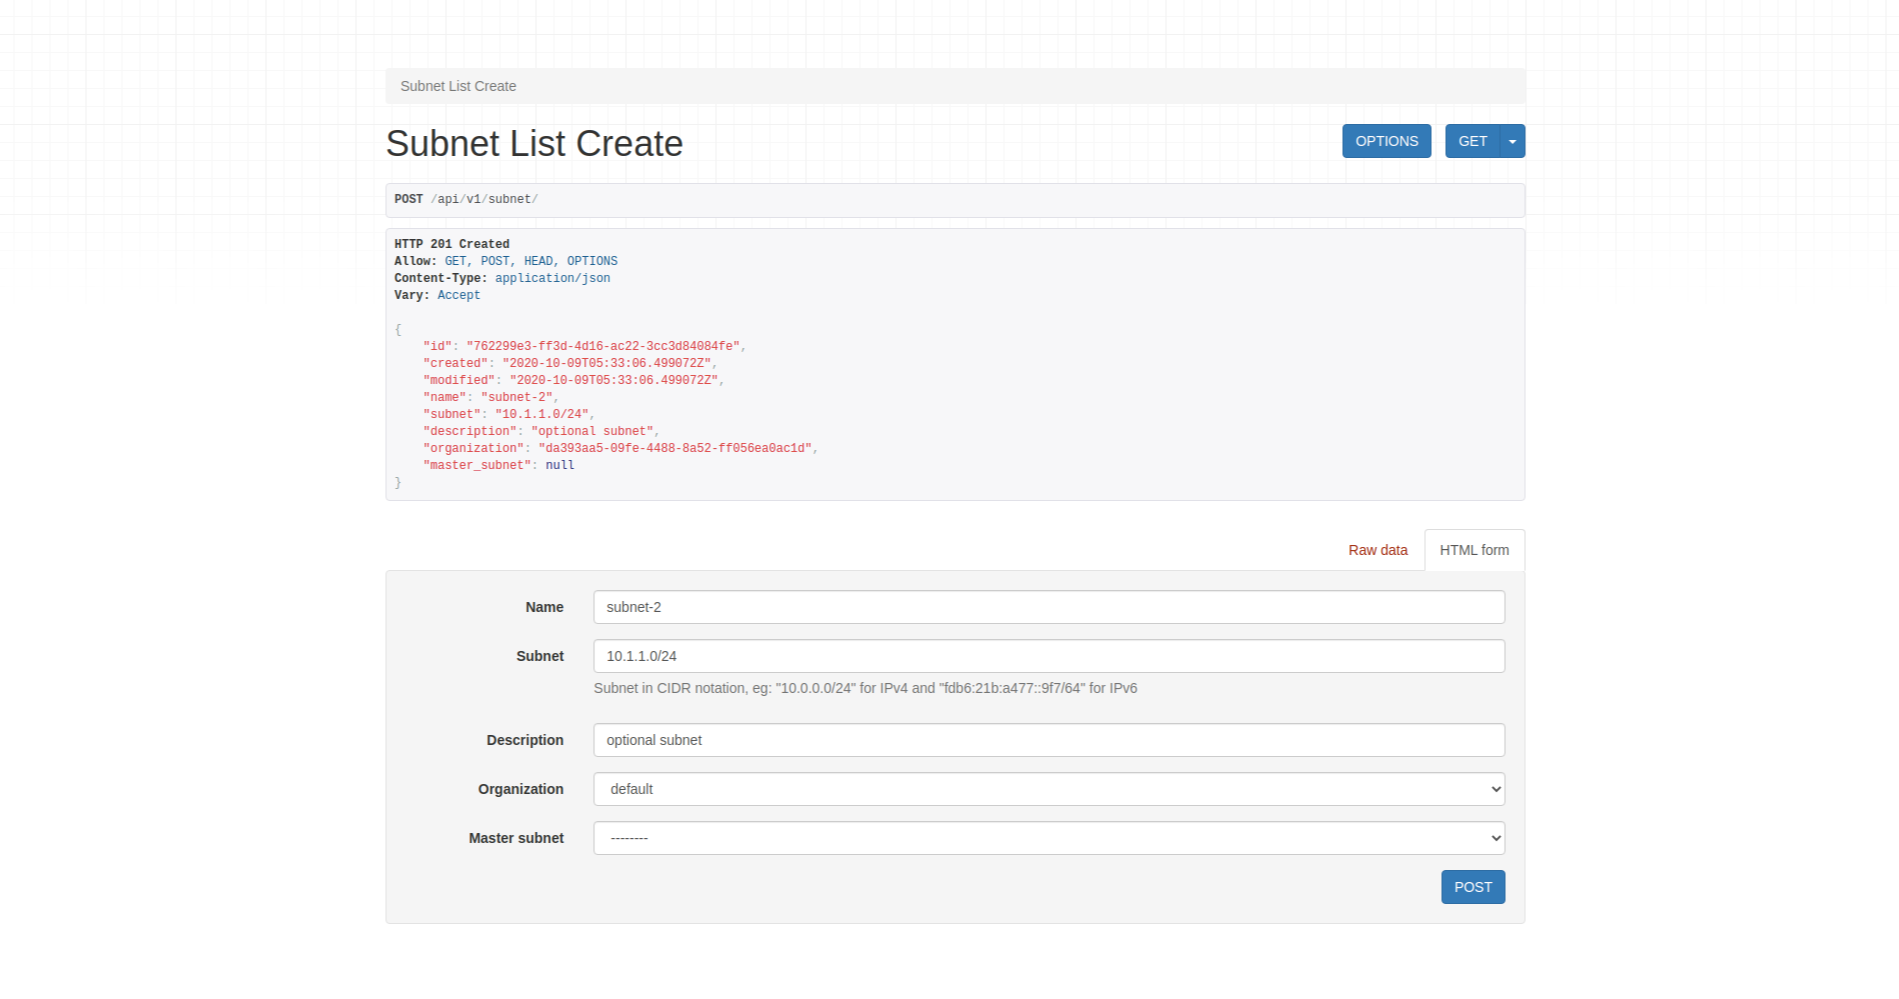 Subnet List Create
Subnet List Create
OPTIONS GET
POST /api/v1/subnet/
HTTP 201 Created
Allow: GET, POST, HEAD, OPTIONS
Content-Type: application/json
Vary: Accept
{
"id": "762299e3-ff3d-4d16-ac22-3cc3d84084fe",
"created": "2020-10-09T05:33:06.499072Z",
"modified": "2020-10-09T05:33:06.499072Z",
"name": "subnet-2",
"subnet": "10.1.1.0/24",
"description": "optional subnet",
"organization": "da393aa5-09fe-4488-8a52-ff056ea0ac1d",
"master_subnet": null
}
Raw data HTML form
Name subnet-2
Subnet 10.1.1.0/24
Subnet in CIDR notation, eg: "10.0.0.0/24" for IPv4 and "fdb6:21b:a477::9f7/64" for IPv6
Description optional subnet
Organization default
Master subnet --------
POST